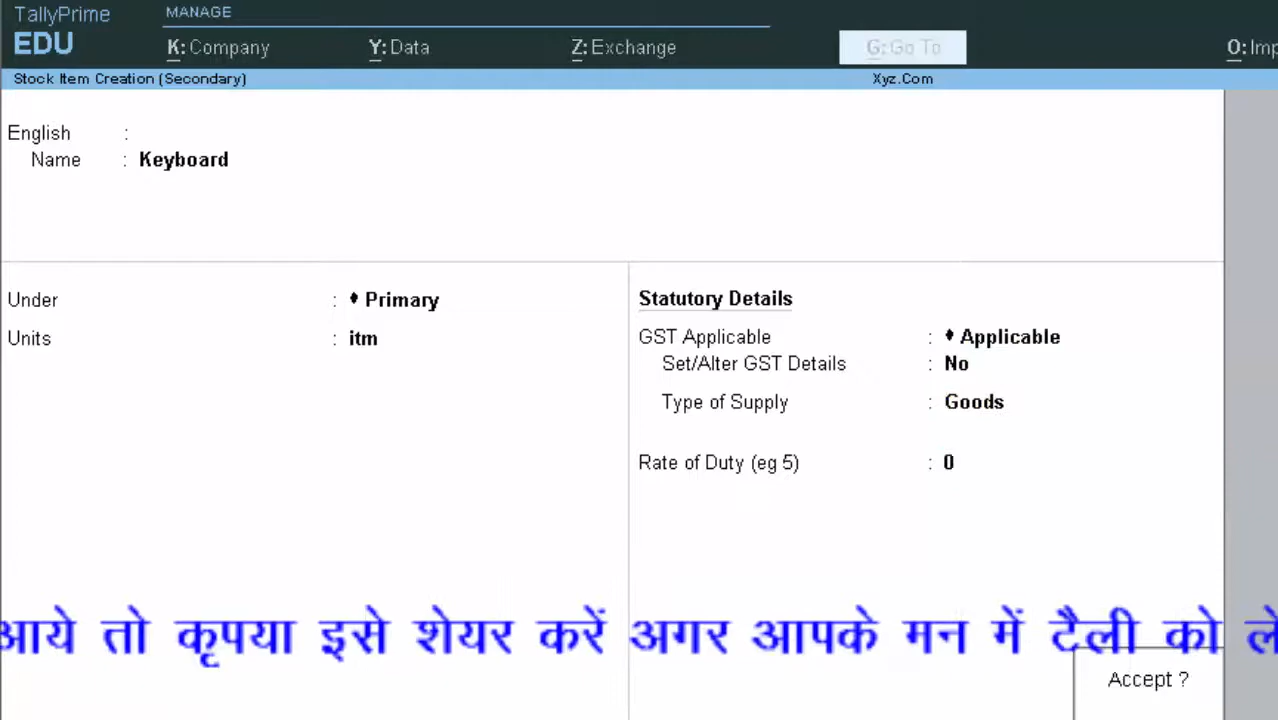 TallyPrime
MANAGE
EDU
K: Company Y: Data Z: Exchange G: Go To O: Imp
Stock Item Creation (Secondary) Xyz.Com
English :
Name : Keyboard
Under : ♦ Primary
Units : itm
Statutory Details
GST Applicable : ♦ Applicable
Set/Alter GST Details : No
Type of Supply : Goods
Rate of Duty (eg 5) : 0
आये तो कृपया इसे शेयर करें अगर आपके मन में टैली को ले
Accept ?